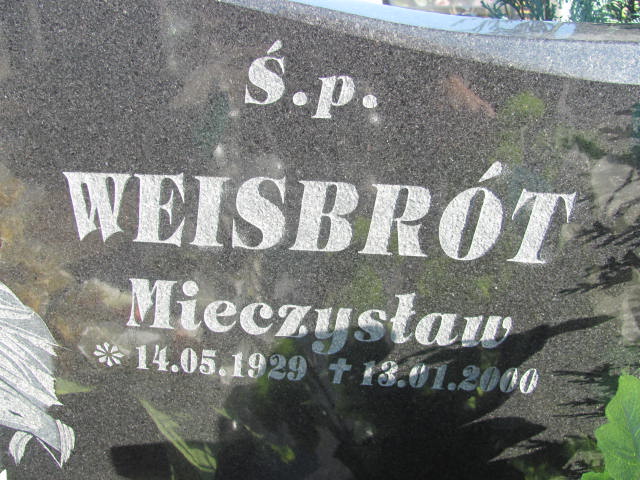 Ś.p.
WEISBRÓT
Mieczysław
* 14.05.1929 ✝ 13.01.2000